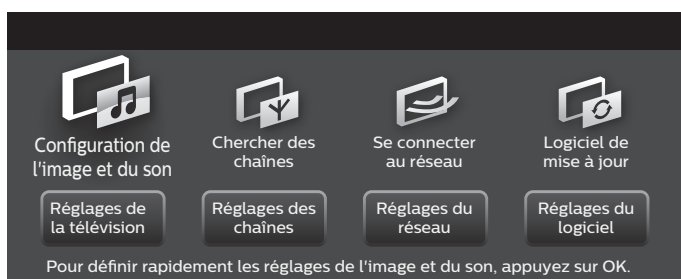 Configuration de
l'image et du son
Chercher des
chaînes
Se connecter
au réseau
Logiciel de
mise à jour
Réglages de
la télévision
Réglages des
chaînes
Réglages du
réseau
Réglages du
logiciel
Pour définir rapidement les réglages de l'image et du son, appuyez sur OK.